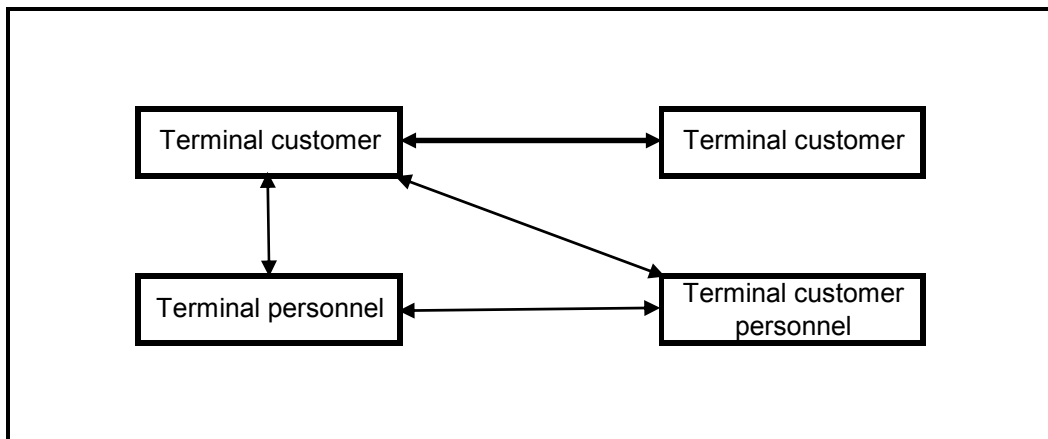 Terminal customer
Terminal customer
Terminal personnel
Terminal customer
personnel